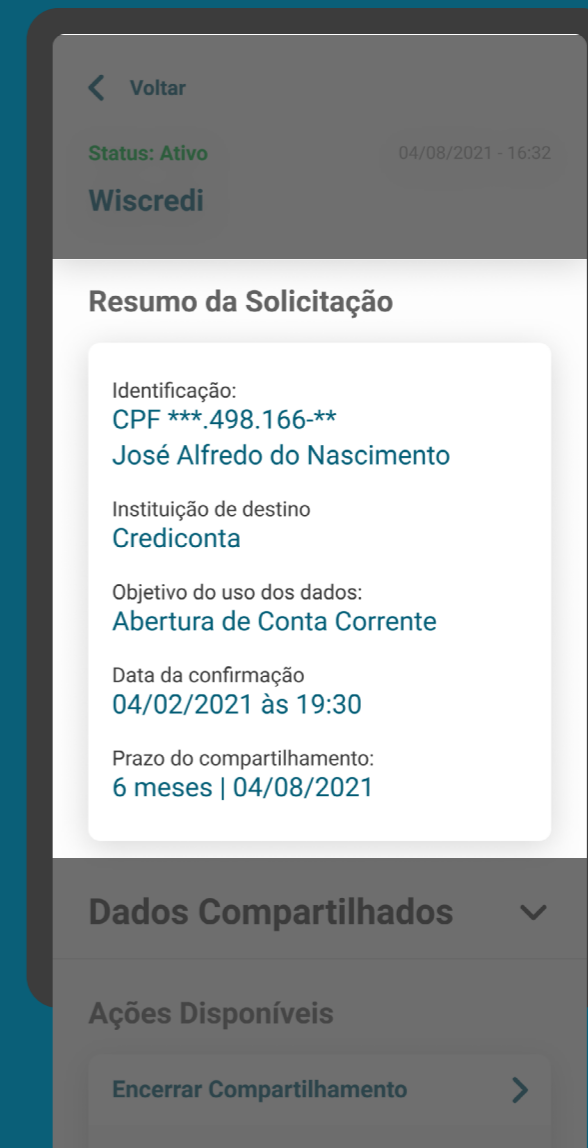 Voltar
Status: Ativo 04/08/2021 - 16:32
Wiscredi
Resumo da Solicitação
Identificação:
CPF ***.498.166-**
José Alfredo do Nascimento
Instituição de destino
Crediconta
Objetivo do uso dos dados:
Abertura de Conta Corrente
Data da confirmação
04/02/2021 às 19:30
Prazo do compartilhamento:
6 meses | 04/08/2021
Dados Compartilhados
Ações Disponíveis
Encerrar Compartilhamento